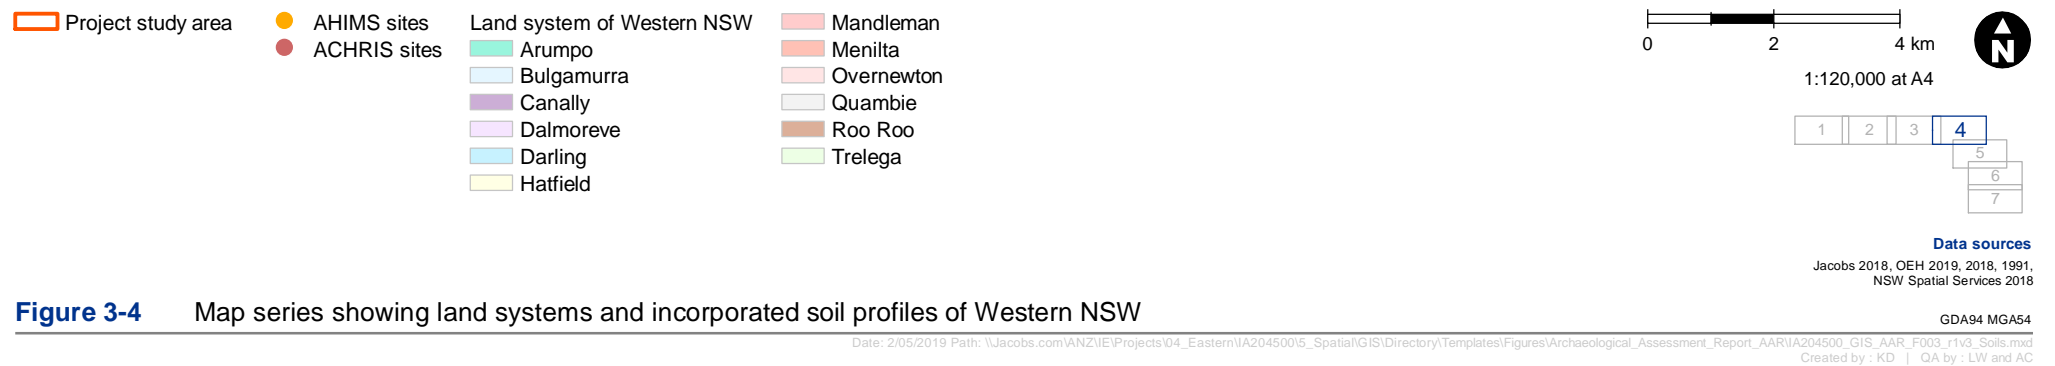 Project study area
AHIMS sites
ACHRIS sites
Land system of Western NSW
Arumpo
Bulgamurra
Canally
Dalmoreve
Darling
Hatfield
Mandleman
Menilta
Overnewton
Quambie
Roo Roo
Trelega
0 2 4 km
N
1:120,000 at A4
1 2 3 4
5
6
7
Data sources
Jacobs 2018, OEH 2019, 2018, 1991,
NSW Spatial Services 2018
Figure 3-4 Map series showing land systems and incorporated soil profiles of Western NSW
GDA94 MGA54
Date: 2/05/2019 Path: \\Jacobs.com\ANZ\IE\Projects\04_Eastern\IA204500\5_Spatial\GIS\Directory\Templates\Figures\Archaeological_Assessment_Report_AAR\IA204500_GIS_AAR_F003_r1v3_Soils.mxd
Created by : KD | QA by : LW and AC